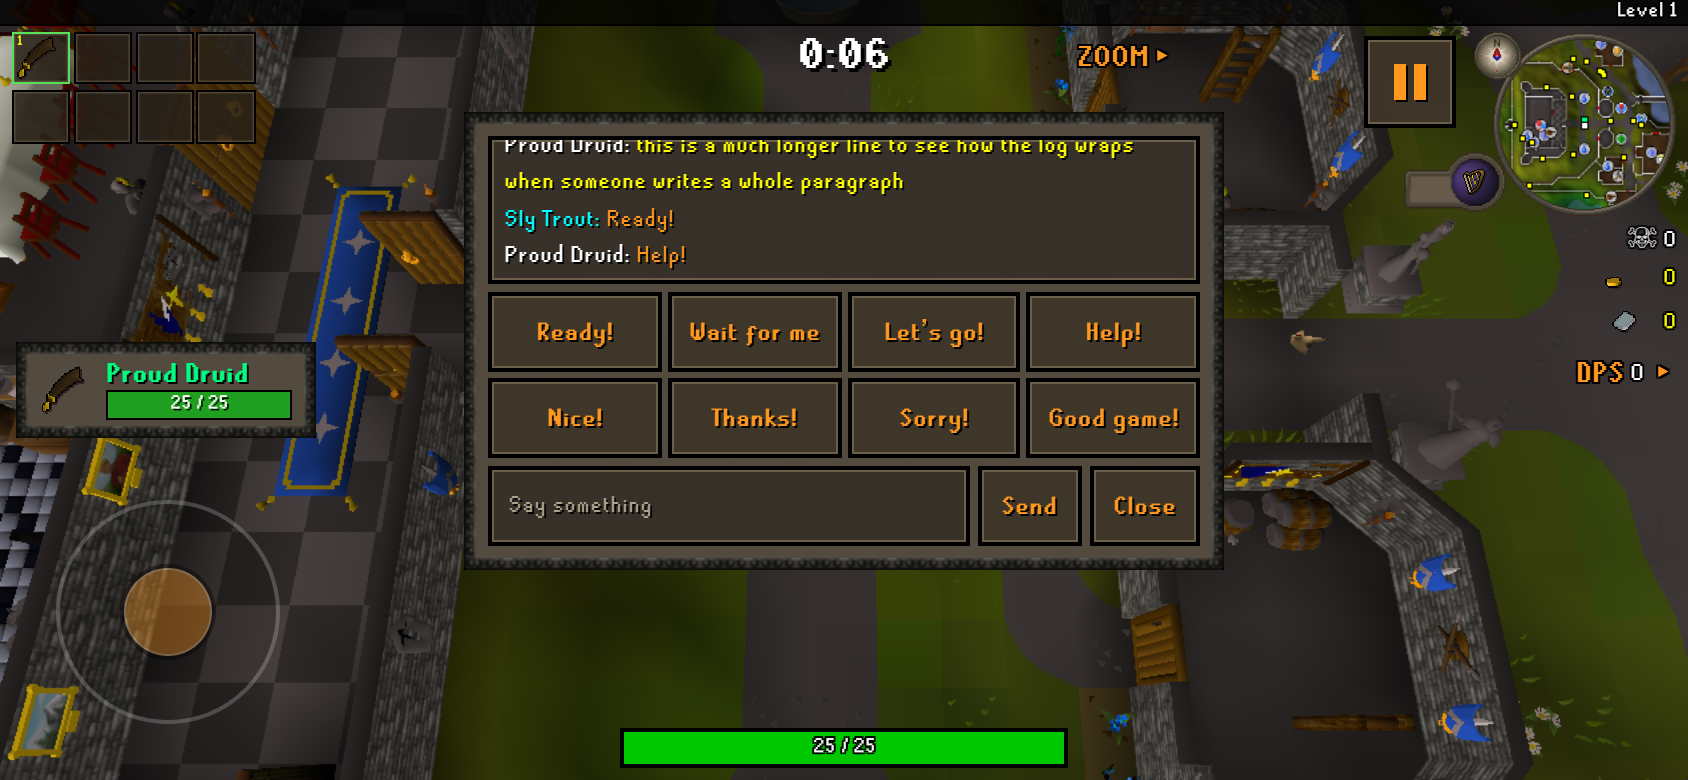 Level 1
1
0:06
ZOOM
Proud Druid: this is a much longer line to see how the log wraps
when someone writes a whole paragraph
Sly Trout: Ready!
Proud Druid: Help!
0
0
0
DPS 0
Ready!
Wait for me
Let's go!
Help!
Proud Druid
25 / 25
Nice!
Thanks!
Sorry!
Good game!
Say something
Send
Close
25 / 25